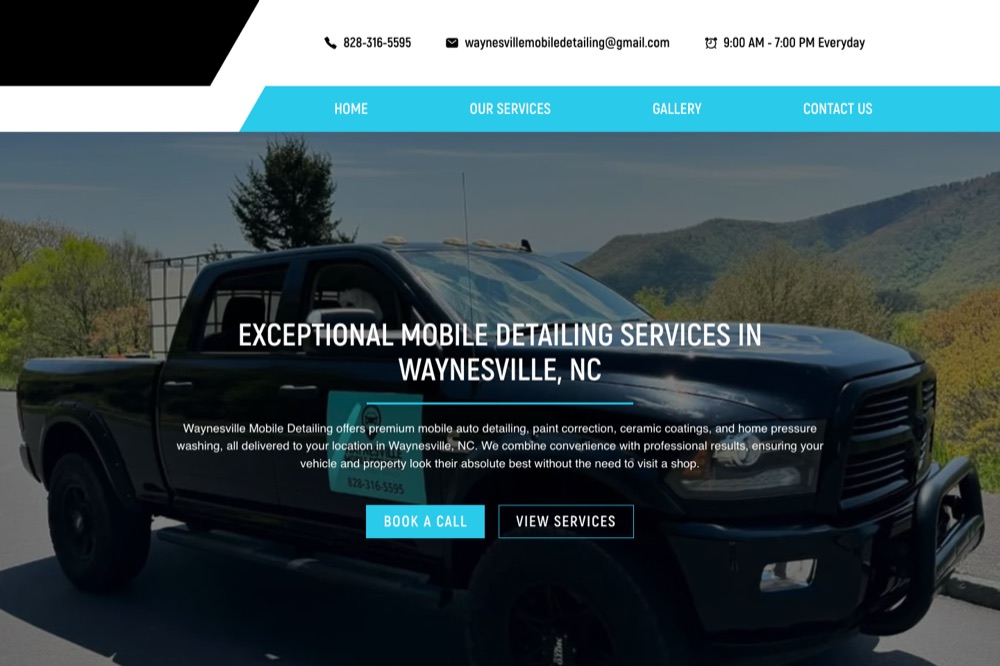 828-316-5595
waynesvillemobiledetailing@gmail.com
9:00 AM - 7:00 PM Everyday
HOME
OUR SERVICES
GALLERY
CONTACT US
EXCEPTIONAL MOBILE DETAILING SERVICES IN
WAYNESVILLE, NC
Waynesville Mobile Detailing offers premium mobile auto detailing, paint correction, ceramic coatings, and home pressure
washing, all delivered to your location in Waynesville, NC. We combine convenience with professional results, ensuring your
vehicle and property look their absolute best without the need to visit a shop.
828-316-5595
BOOK A CALL
VIEW SERVICES